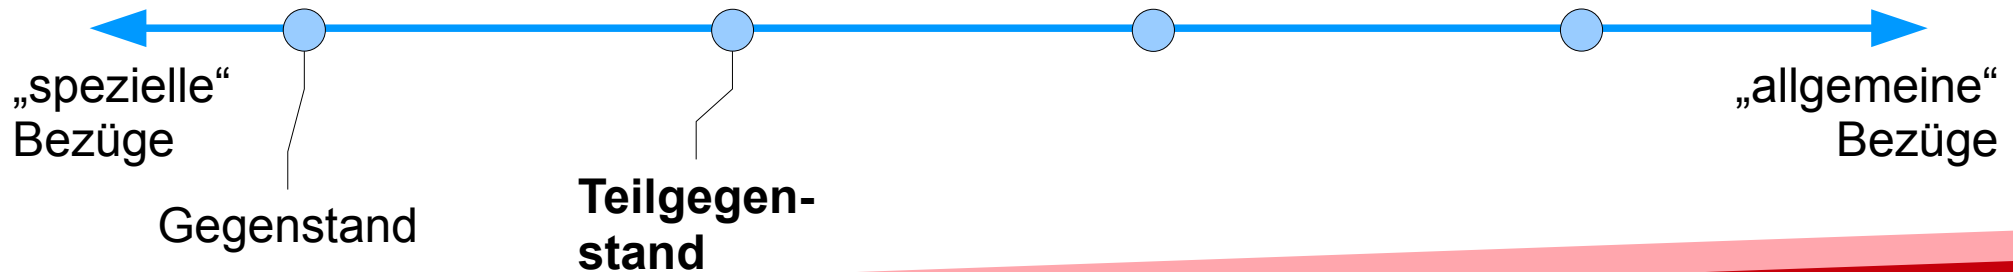 „spezielle“
Bezüge
„allgemeine“
Bezüge
Gegenstand
Teilgegen-
stand